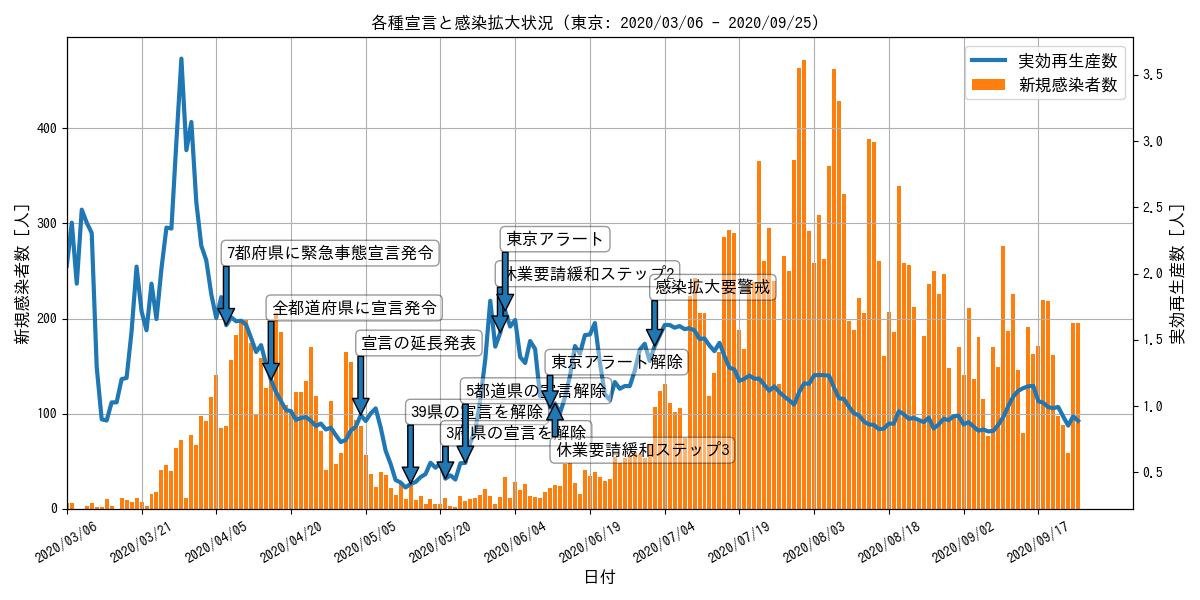 各種宣言と感染拡大状況 (東京: 2020/03/06 - 2020/09/25)
実効再生産数
新規感染者数
新規感染者数 [人]
400
300
200
100
0
3.5
3.0
2.5
2.0
1.5
1.0
0.5
実効再生産数 [人]
東京アラート
7都府県に緊急事態宣言発令
休業要請緩和ステップ2
感染拡大要警戒
全都道府県に宣言発令
宣言の延長発表
東京アラート解除
5都道県の宣言解除
39県の宣言を解除
3府県の宣言を解除
休業要請緩和ステップ3
2020/03/06
2020/03/21
2020/04/05
2020/04/20
2020/05/05
2020/05/20
2020/06/04
2020/06/19
2020/07/04
2020/07/19
2020/08/03
2020/08/18
2020/09/02
2020/09/17
日付